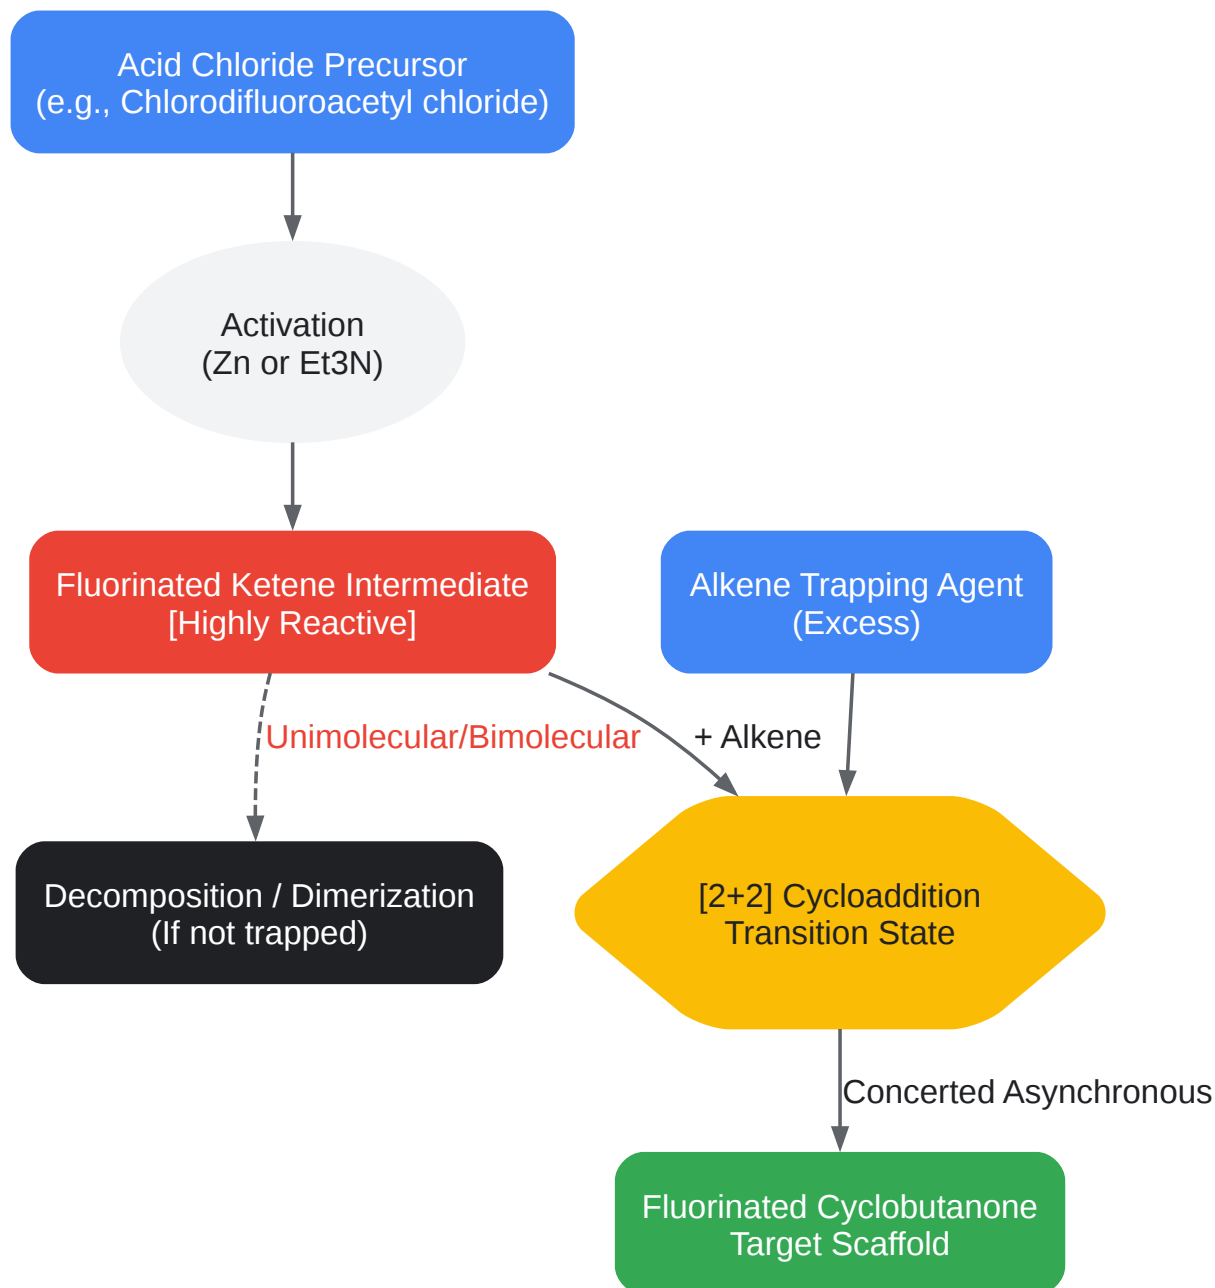 Acid Chloride Precursor
(e.g., Chlorodifluoroacetyl chloride)
Activation
(Zn or Et3N)
Fluorinated Ketene Intermediate
[Highly Reactive]
Alkene Trapping Agent
(Excess)
Unimolecular/Bimolecular
+ Alkene
Decomposition / Dimerization
(If not trapped)
[2+2] Cycloaddition
Transition State
Concerted Asynchronous
Fluorinated Cyclobutanone
Target Scaffold